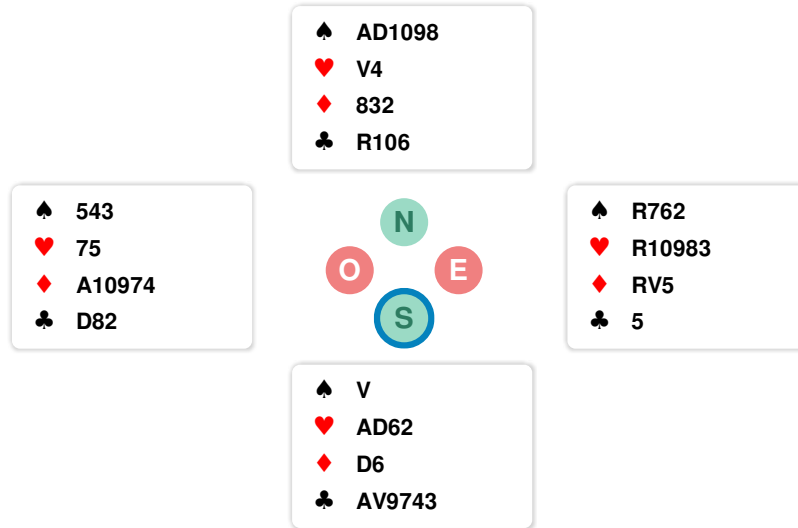 ♠ AD1098
♥ V4
♦ 832
♣ R106
♠ 543
♥ 75
♦ A10974
♣ D82
N
O E
S
♠ R762
♥ R10983
♦ RV5
♣ 5
♠ V
♥ AD62
♦ D6
♣ AV9743